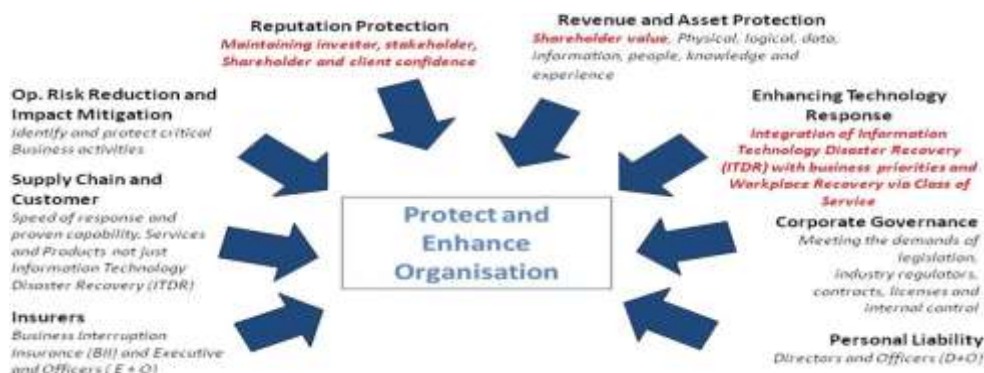 Reputation Protection
Maintaining investor, stakeholder,
Shareholder and client confidence
Revenue and Asset Protection
Shareholder value, Physical, logical, data,
information, people, knowledge and
experience
Op. Risk Reduction and
Impact Mitigation
Identify and protect critical
Business activities
Enhancing Technology
Response
Integration of Information
Technology Disaster Recovery
(ITDR) with business priorities and
Workplace Recovery via Class of
Service
Supply Chain and
Customer
Speed of response and
proven capability. Services
and Products not just
Information Technology
Disaster Recovery (ITDR)
Protect and
Enhance
Organisation
Corporate Governance
Meeting the demands of
legislation,
industry regulators,
contracts, licenses and
internal control
Insurers
Business Interruption
Insurance (BII) and Executive
and Officers ( E + O)
Personal Liability
Directors and Officers (D+O)